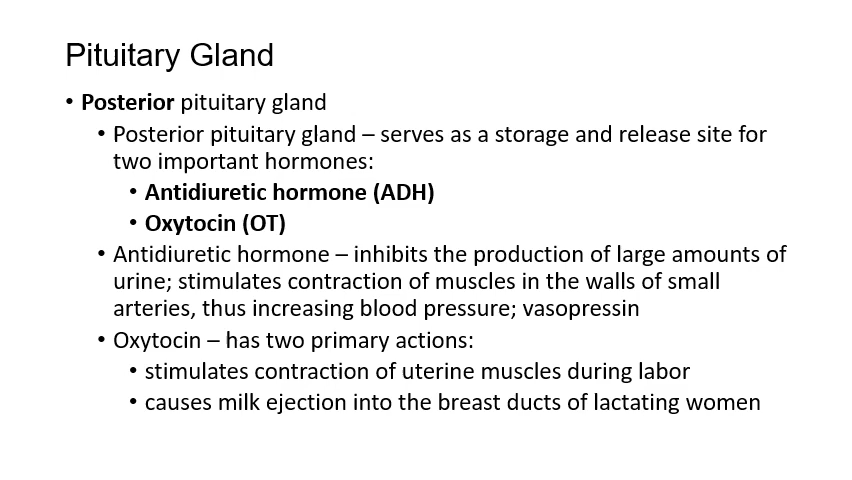 Pituitary Gland
• Posterior pituitary gland
• Posterior pituitary gland – serves as a storage and release site for
two important hormones:
• Antidiuretic hormone (ADH)
• Oxytocin (OT)
• Antidiuretic hormone – inhibits the production of large amounts of
urine; stimulates contraction of muscles in the walls of small
arteries, thus increasing blood pressure; vasopressin
• Oxytocin – has two primary actions:
• stimulates contraction of uterine muscles during labor
• causes milk ejection into the breast ducts of lactating women